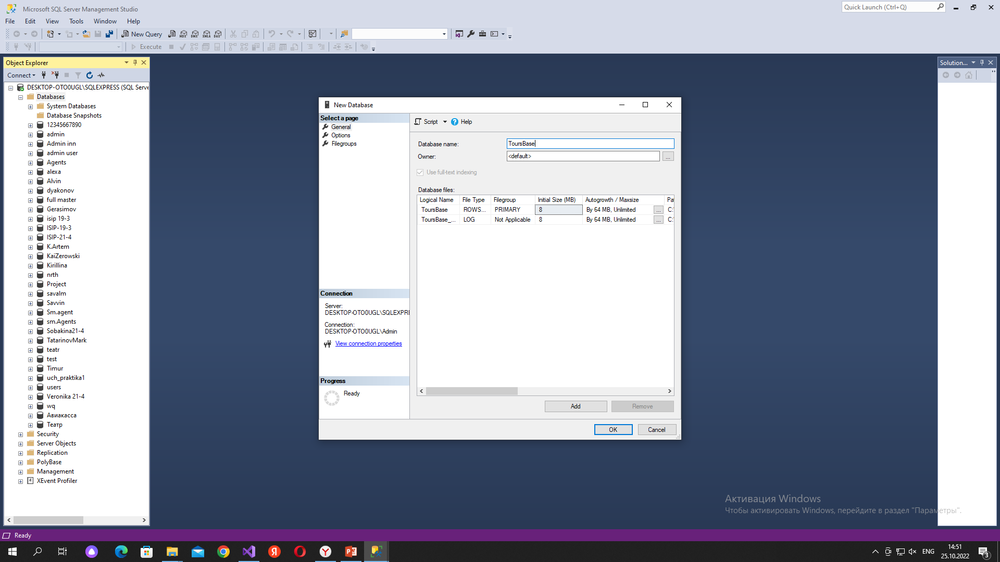 Microsoft SQL Server Management Studio
Quick Launch (Ctrl+Q)
File Edit View Tools Window Help
New Query
MDX DMX XMLA DAX
Execute
Object Explorer
Connect
DESKTOP-OTO0UGL\SQLEXPRESS (SQL Serve
Databases
System Databases
Database Snapshots
12345667890
admin
Admin inn
admin user
Agents
alexa
Alvin
dyakonov
full master
Gerasimov
isip 19-3
ISIP-19-3
ISIP-21-4
K.Artem
KaiZerowski
Kirillina
nrth
Project
savalm
Savvin
Sm.agent
sm.Agents
Sobakina21-4
TatarinovMark
teatr
test
Timur
uch_praktika1
users
Veronika 21-4
wq
Авиакасса
Театр
Security
Server Objects
Replication
PolyBase
Management
XEvent Profiler
New Database
Select a page
General
Options
Filegroups
Connection
Server:
DESKTOP-OTO0UGL\SQLEXPRE
Connection:
DESKTOP-OTO0UGL\Admin
View connection properties
Progress
Ready
Script Help
Database name: ToursBase
Owner: <default> ...
Use full-text indexing
Database files:
Logical Name File Type Filegroup Initial Size (MB) Autogrowth / Maxsize Pa
ToursBase ROWS... PRIMARY 8 By 64 MB, Unlimited ... C:
ToursBase_... LOG Not Applicable 8 By 64 MB, Unlimited ... C:
Add Remove
OK Cancel
Solution...
Активация Windows
Чтобы активировать Windows, перейдите в раздел "Параметры".
Ready
ENG
14:51
25.10.2022
3